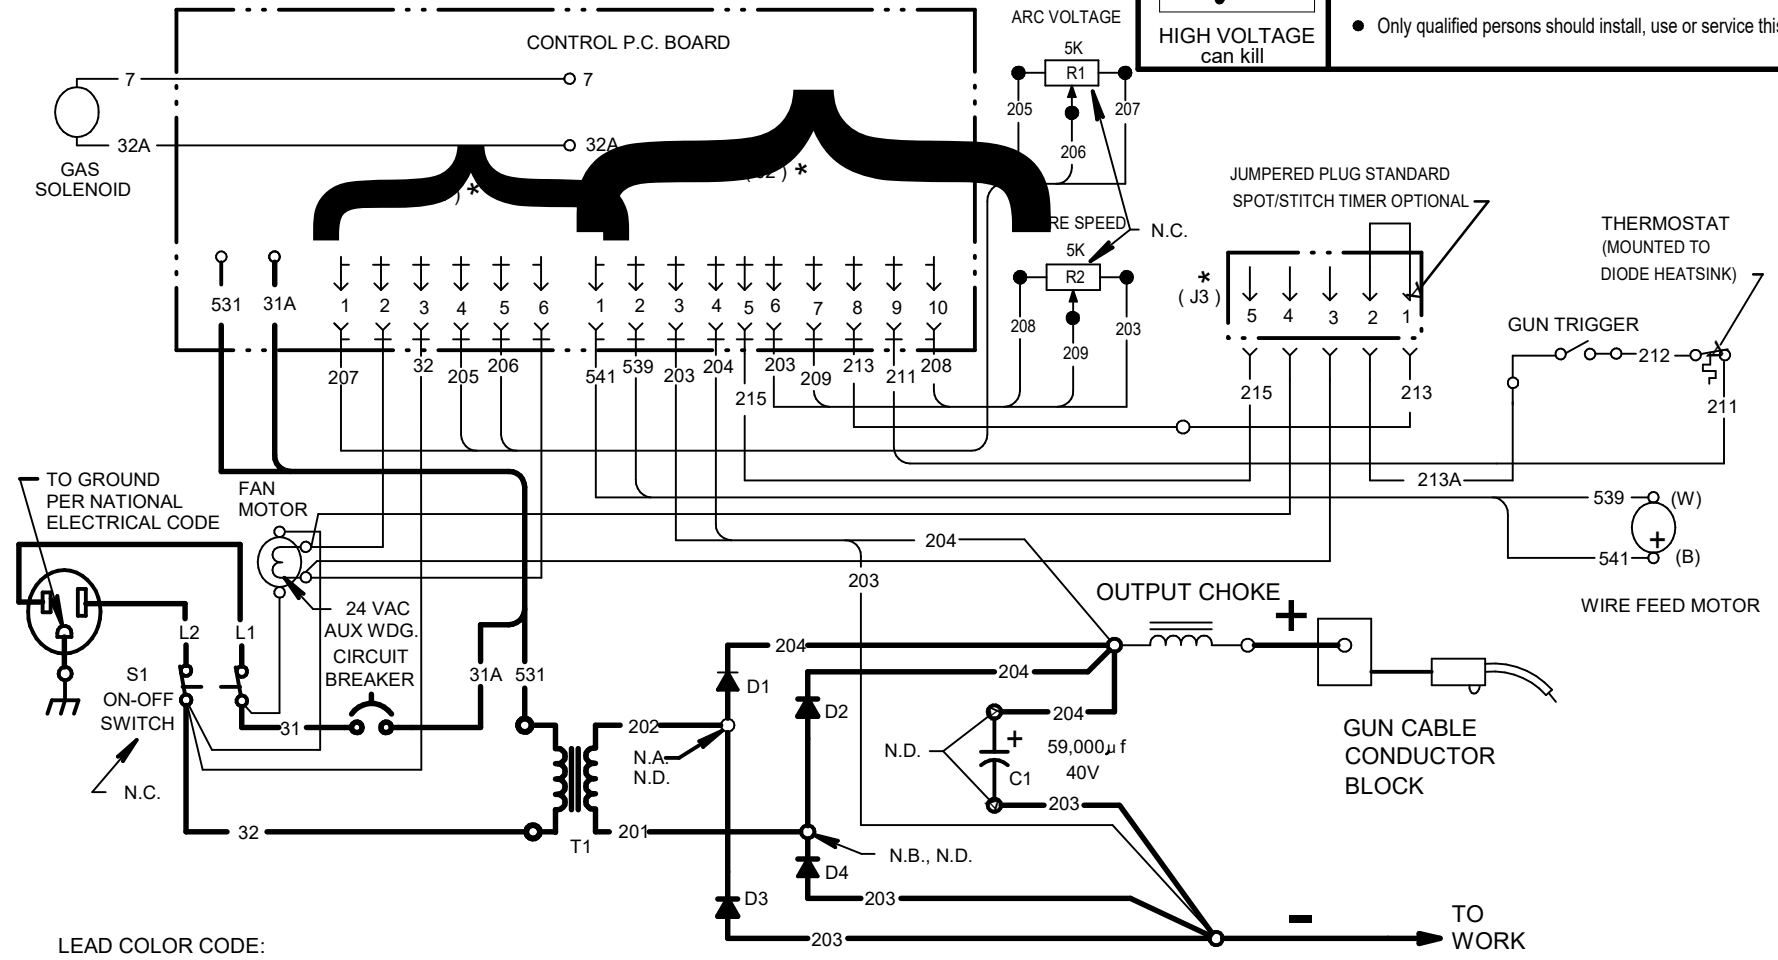 ARC VOLTAGE
HIGH VOLTAGE
can kill
● Only qualified persons should install, use or service
CONTROL P.C. BOARD
5K
R1
7
7
205
207
32A
32A
206
GAS
SOLENOID
) *
) *
JUMPERED PLUG STANDARD
SPOT/STITCH TIMER OPTIONAL
SPEED
N.C.
5K
R2
THERMOSTAT
(MOUNTED TO
DIODE HEATSINK)
*
( J3 )
531
31A
1 2 3 4 5 6
1 2 3 4 5 6 7 8 9 10
208
203
209
5 4 3 2 1
GUN TRIGGER
212
207
32
205
206
541
539
203
204
215
203
209
213
211
208
215
213
211
213A
TO GROUND
PER NATIONAL
ELECTRICAL CODE
FAN
MOTOR
539
(W)
+
541
(B)
204
203
WIRE FEED MOTOR
24 VAC
AUX WDG.
CIRCUIT
BREAKER
OUTPUT CHOKE
+
L2
L1
S1
ON-OFF
SWITCH
N.C.
31
31A
531
204
204
D1
D2
204
202
N.A.
N.D.
N.D.
+
59,000µf
40V
C1
203
GUN CABLE
CONDUCTOR
BLOCK
32
T1
201
N.B., N.D.
D4
D3
203
203
-
TO
WORK
LEAD COLOR CODE: